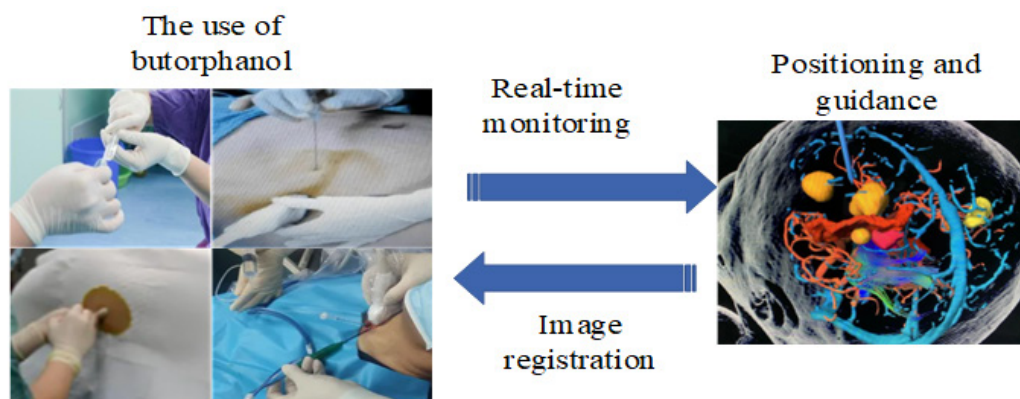 The use of
butorphanol
Real-time
monitoring
Positioning and
guidance
Image
registration